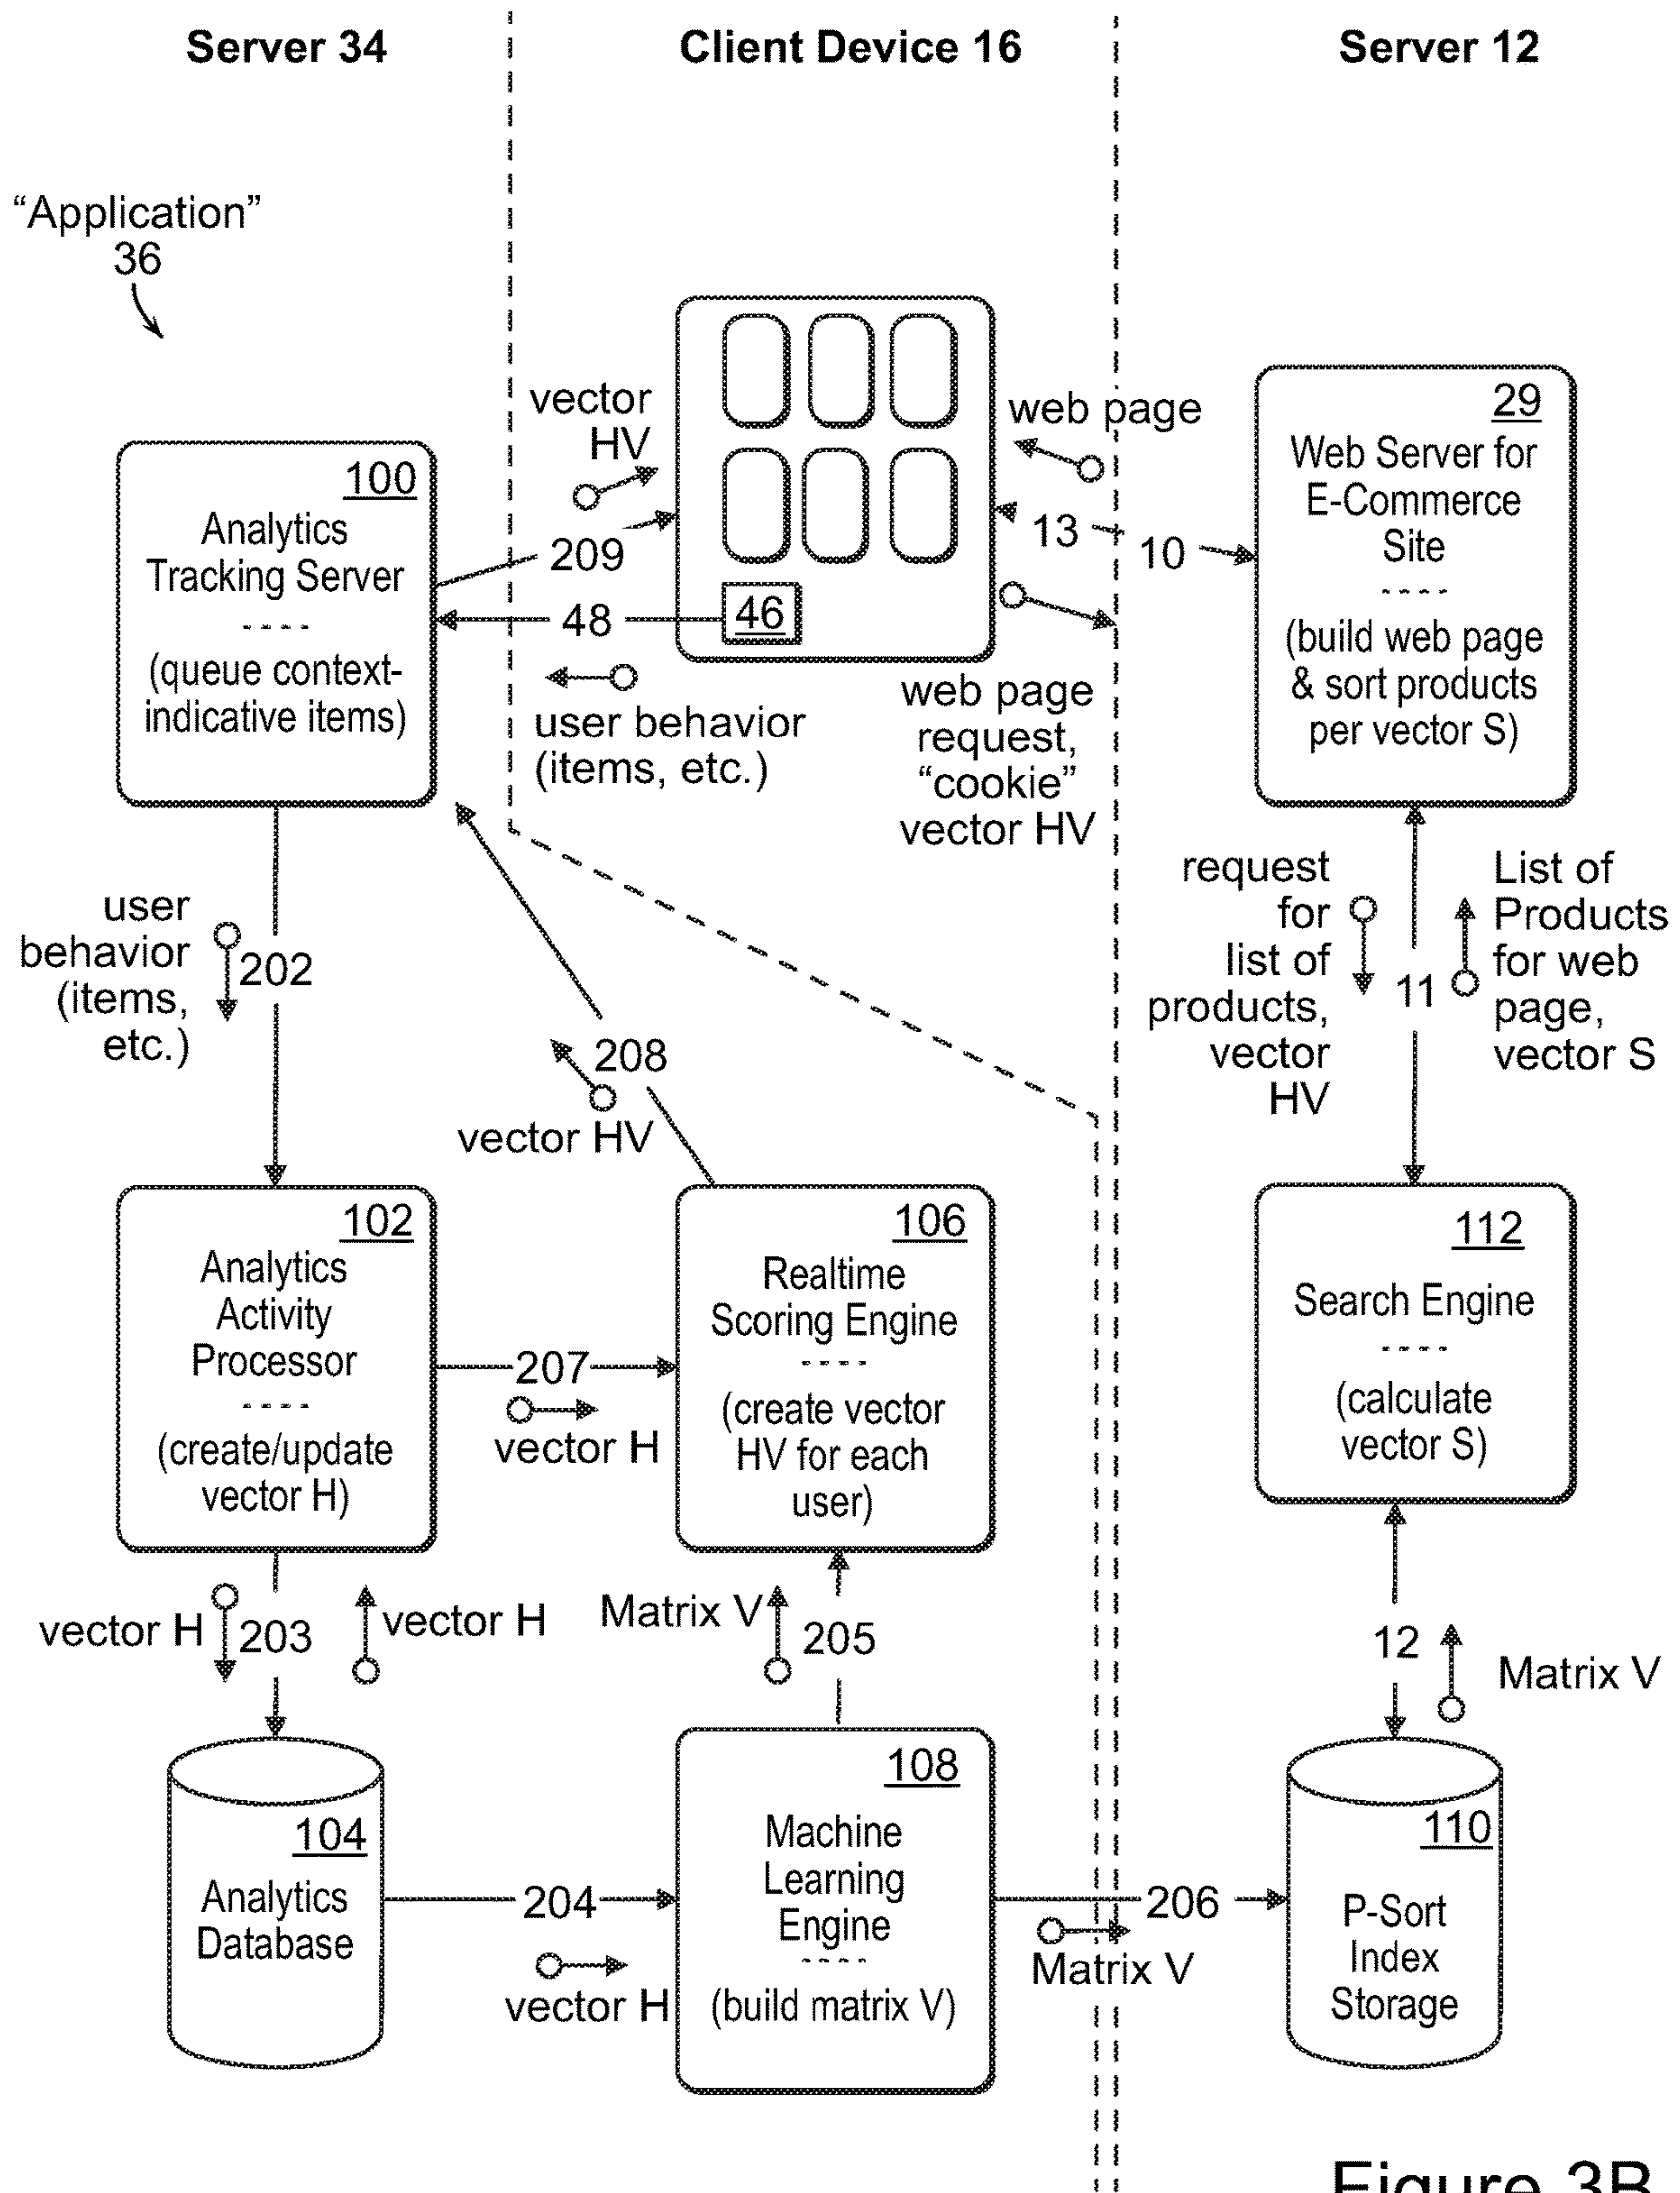 Server 34
Client Device 16
Server 12
“Application”
36
vector
HV
209
48
user behavior
(items, etc.)
46
web page
13
10
web page
request,
“cookie”
vector HV
100
Analytics
Tracking Server
- - - -
(queue context-
indicative items)
29
Web Server for
E-Commerce
Site
- - - -
(build web page
& sort products
per vector S)
user
behavior
(items,
etc.)
202
208
vector HV
request
for
list of
products,
vector
HV
11
List of
Products
for web
page,
vector S
102
Analytics
Activity
Processor
- - - -
(create/update
vector H)
207
vector H
106
Realtime
Scoring Engine
- - - -
(create vector
HV for each
user)
112
Search Engine
- - - -
(calculate
vector S)
vector H
203
vector H
Matrix V
205
12
Matrix V
104
Analytics
Database
204
vector H
108
Machine
Learning
Engine
- - - -
(build matrix V)
206
Matrix V
110
P-Sort
Index
Storage
Figure 3B